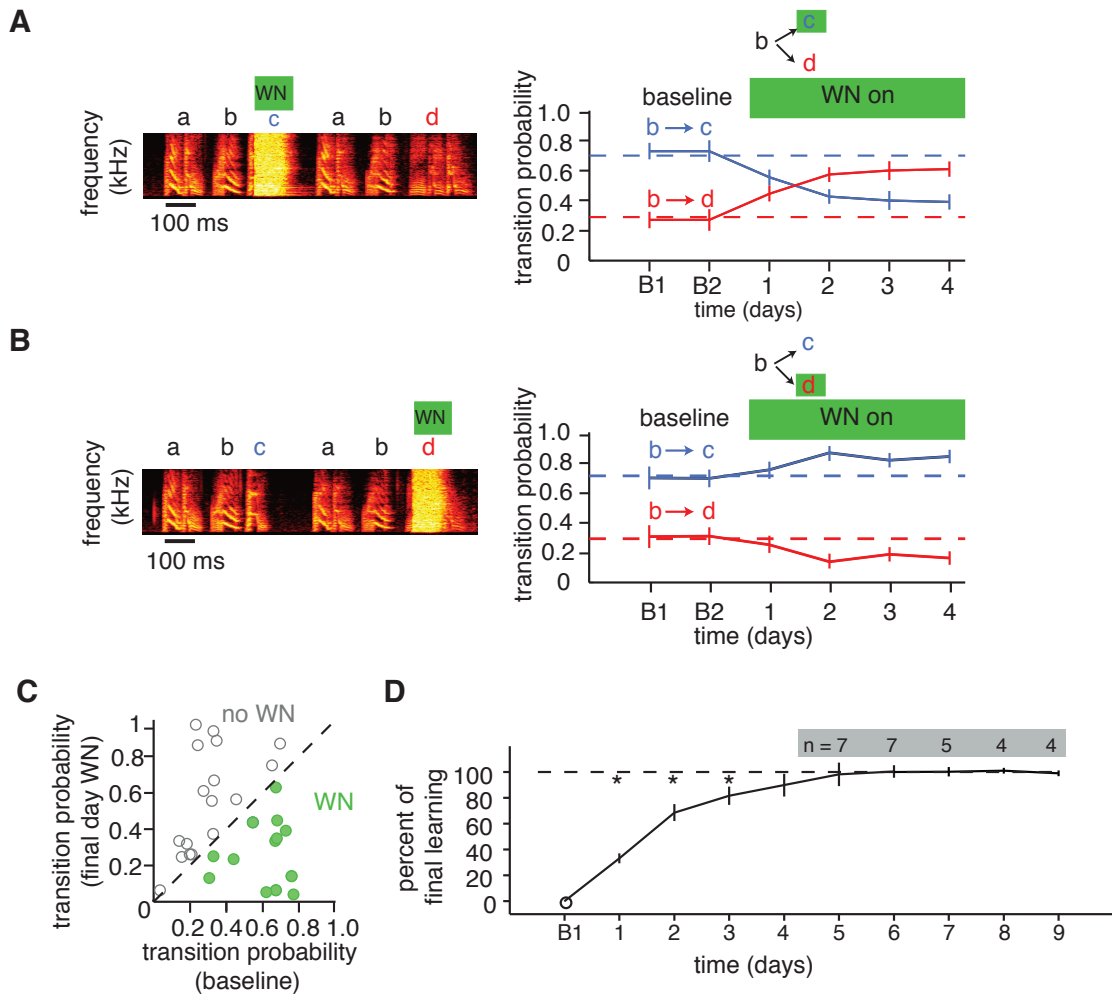 A
WN
a b c a b d
frequency
(kHz)
100 ms
b c
d
baseline
WN on
b → c
b → d
transition probability
1.0
0.8
0.6
0.4
0.2
0
B1 B2 1 2 3 4
time (days)
B
WN
a b c a b d
frequency
(kHz)
100 ms
b c
d
baseline
WN on
b → c
b → d
transition probability
1.0
0.8
0.6
0.4
0.2
0
B1 B2 1 2 3 4
time (days)
C
no WN
WN
transition probability
(final day WN)
1
0.8
0.6
0.4
0.2
0
0.2 0.4 0.6 0.8 1.0
transition probability
(baseline)
D
n = 7 7 5 4 4
* * *
percent of
final learning
100
80
60
40
20
0
B1 1 2 3 4 5 6 7 8 9
time (days)